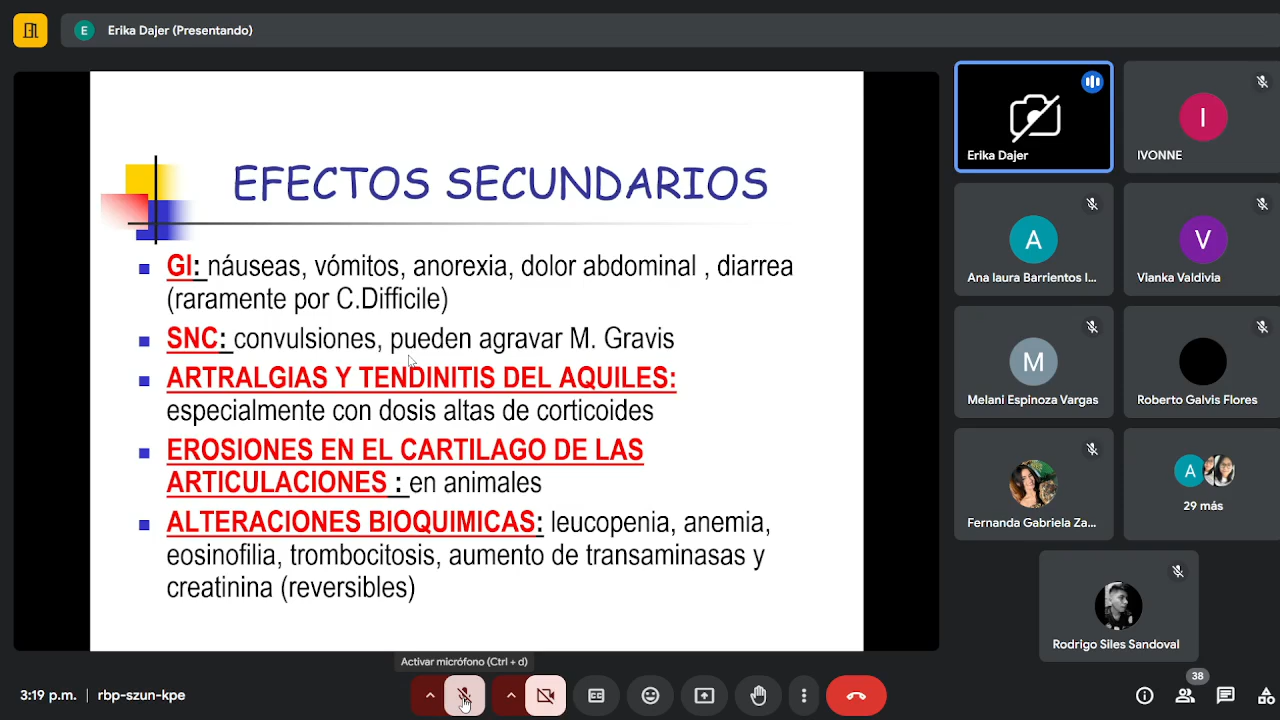 E
Erika Dajer (Presentando)
EFECTOS SECUNDARIOS
GI: náuseas, vómitos, anorexia, dolor abdominal , diarrea
(raramente por C.Difficile)
SNC: convulsiones, pueden agravar M. Gravis
ARTRALGIAS Y TENDINITIS DEL AQUILES:
especialmente con dosis altas de corticoides
EROSIONES EN EL CARTILAGO DE LAS
ARTICULACIONES : en animales
ALTERACIONES BIOQUIMICAS: leucopenia, anemia,
eosinofilia, trombocitosis, aumento de transaminasas y
creatinina (reversibles)
Erika Dajer
I
IVONNE
A
Ana laura Barrientos I...
V
Vianka Valdivia
M
Melani Espinoza Vargas
Roberto Galvis Flores
Fernanda Gabriela Za...
A
29 más
Rodrigo Siles Sandoval
Activar micrófono (Ctrl + d)
3:19 p.m. | rbp-szun-kpe
38